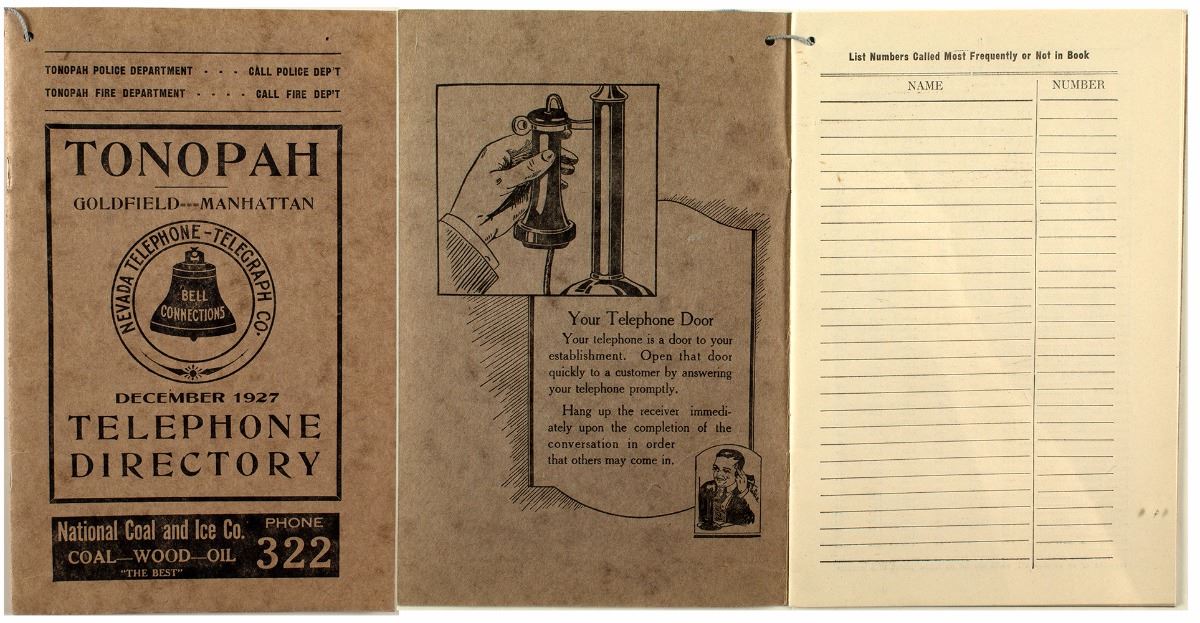 TONOPAH POLICE DEPARTMENT - - - - CALL POLICE DEP'T
TONOPAH FIRE DEPARTMENT - - - - CALL FIRE DEP'T
TONOPAH
GOLDFIELD---MANHATTAN
NEVADA TELEPHONE-TELEGRAPH CO.
BELL
CONNECTIONS
DECEMBER 1927
TELEPHONE
DIRECTORY
National Coal and Ice Co.
COAL—WOOD—OIL
"THE BEST"
PHONE
322
Your Telephone Door
Your telephone is a door to your
establishment. Open that door
quickly to a customer by answering
your telephone promptly.
Hang up the receiver immedi-
ately upon the completion of the
conversation in order
that others may come in.
List Numbers Called Most Frequently or Not in Book
NAME NUMBER